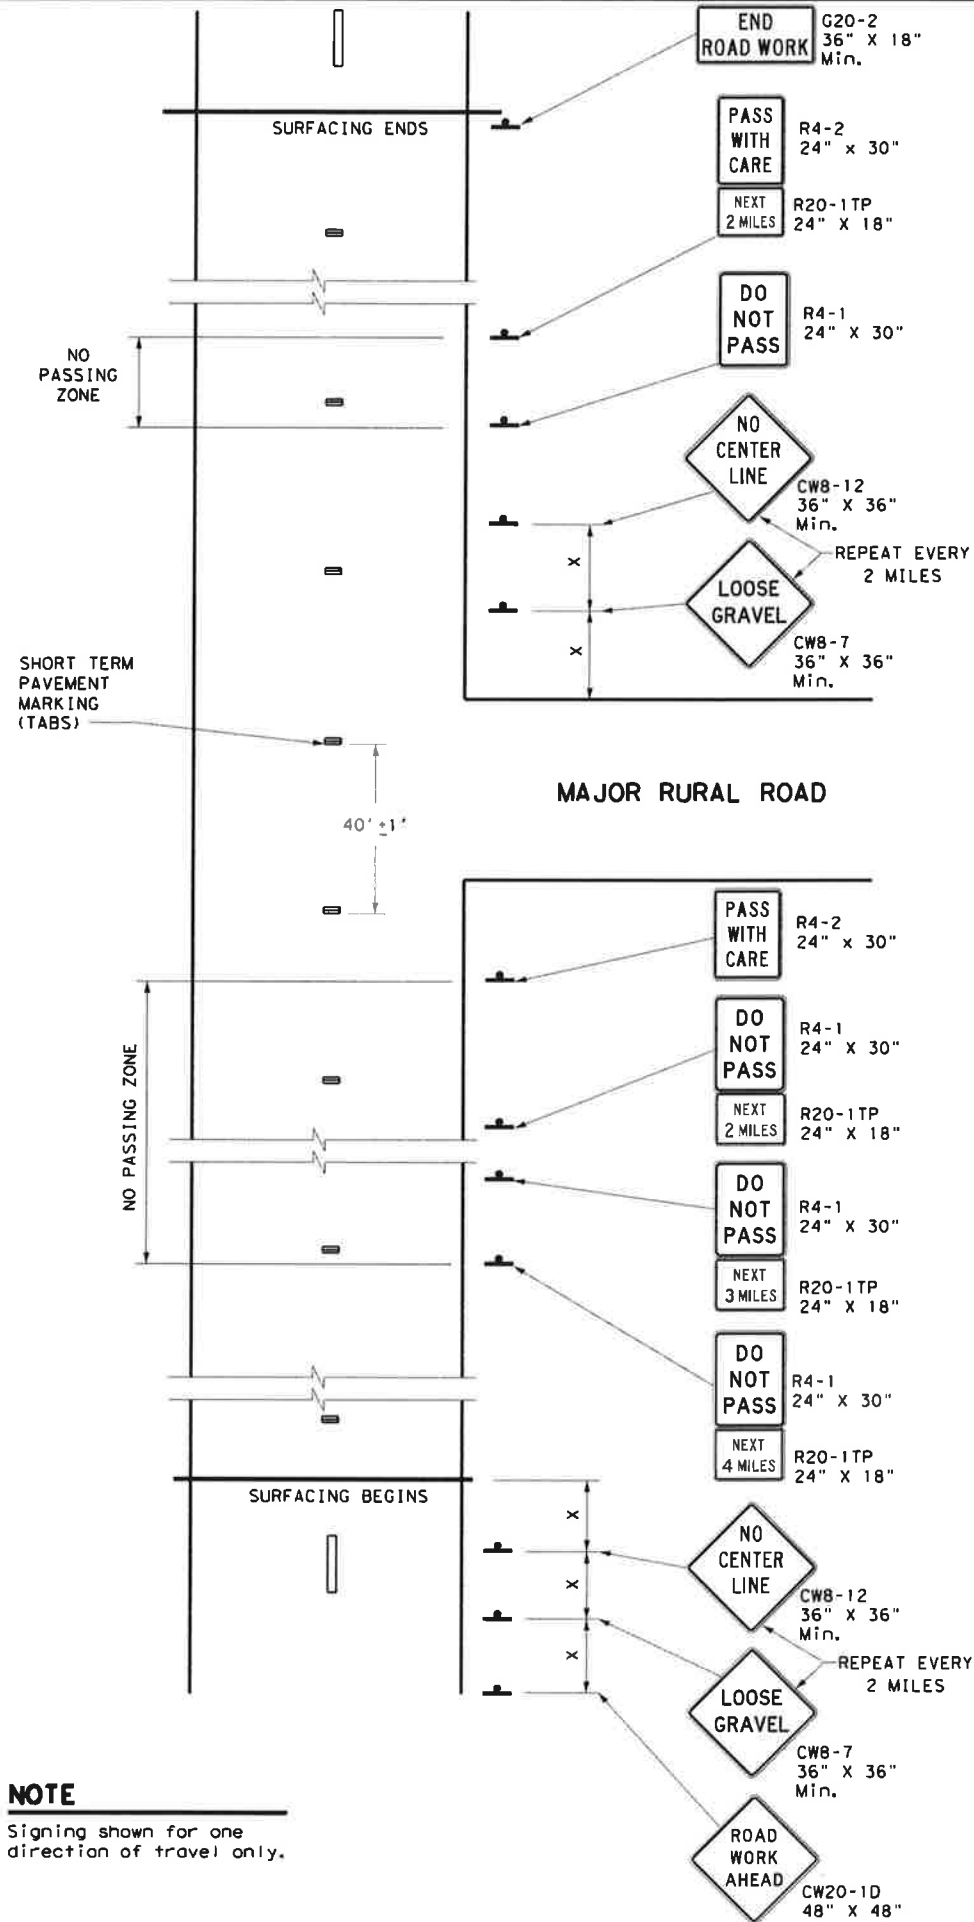 END
ROAD WORK
G20-2
36" X 18"
Min.
SURFACING ENDS
PASS
WITH
CARE
R4-2
24" x 30"
NEXT
2 MILES
R20-1TP
24" X 18"
DO
NOT
PASS
R4-1
24" X 30"
NO
PASSING
ZONE
NO
CENTER
LINE
CW8-12
36" X 36"
Min.
REPEAT EVERY
2 MILES
X
LOOSE
GRAVEL
CW8-7
36" X 36"
Min.
X
SHORT TERM
PAVEMENT
MARKING
(TABS)
MAJOR RURAL ROAD
40' ±1'
PASS
WITH
CARE
R4-2
24" x 30"
DO
NOT
PASS
R4-1
24" X 30"
NEXT
2 MILES
R20-1TP
24" X 18"
NO PASSING ZONE
DO
NOT
PASS
R4-1
24" X 30"
NEXT
3 MILES
R20-1TP
24" X 18"
DO
NOT
PASS
R4-1
24" X 30"
NEXT
4 MILES
R20-1TP
24" X 18"
SURFACING BEGINS
X
NO
CENTER
LINE
CW8-12
36" X 36"
Min.
X
REPEAT EVERY
2 MILES
X
LOOSE
GRAVEL
CW8-7
36" X 36"
Min.
ROAD
WORK
AHEAD
CW20-1D
48" X 48"
NOTE
Signing shown for one
direction of travel only.